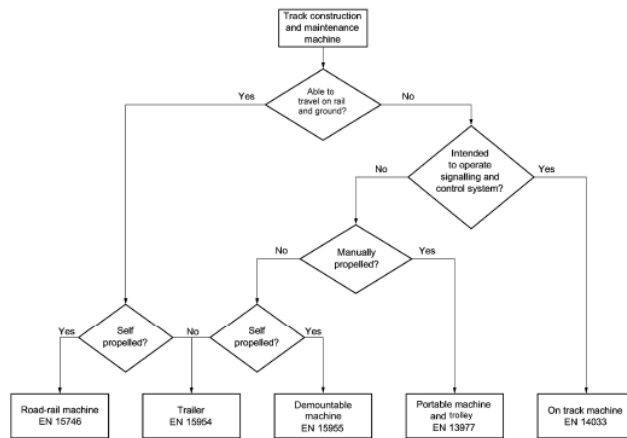 Track construction
and maintenance
machine
Able to
travel on rail
and ground?
Yes
No
Intended
to operate
signalling and
control system?
No
Yes
Manually
propelled?
No
Yes
Self
propelled?
Yes
No
Self
propelled?
Yes
Road-rail machine
EN 15746
Trailer
EN 15954
Demountable
machine
EN 15955
Portable machine
and trolley
EN 13977
On track machine
EN 14033